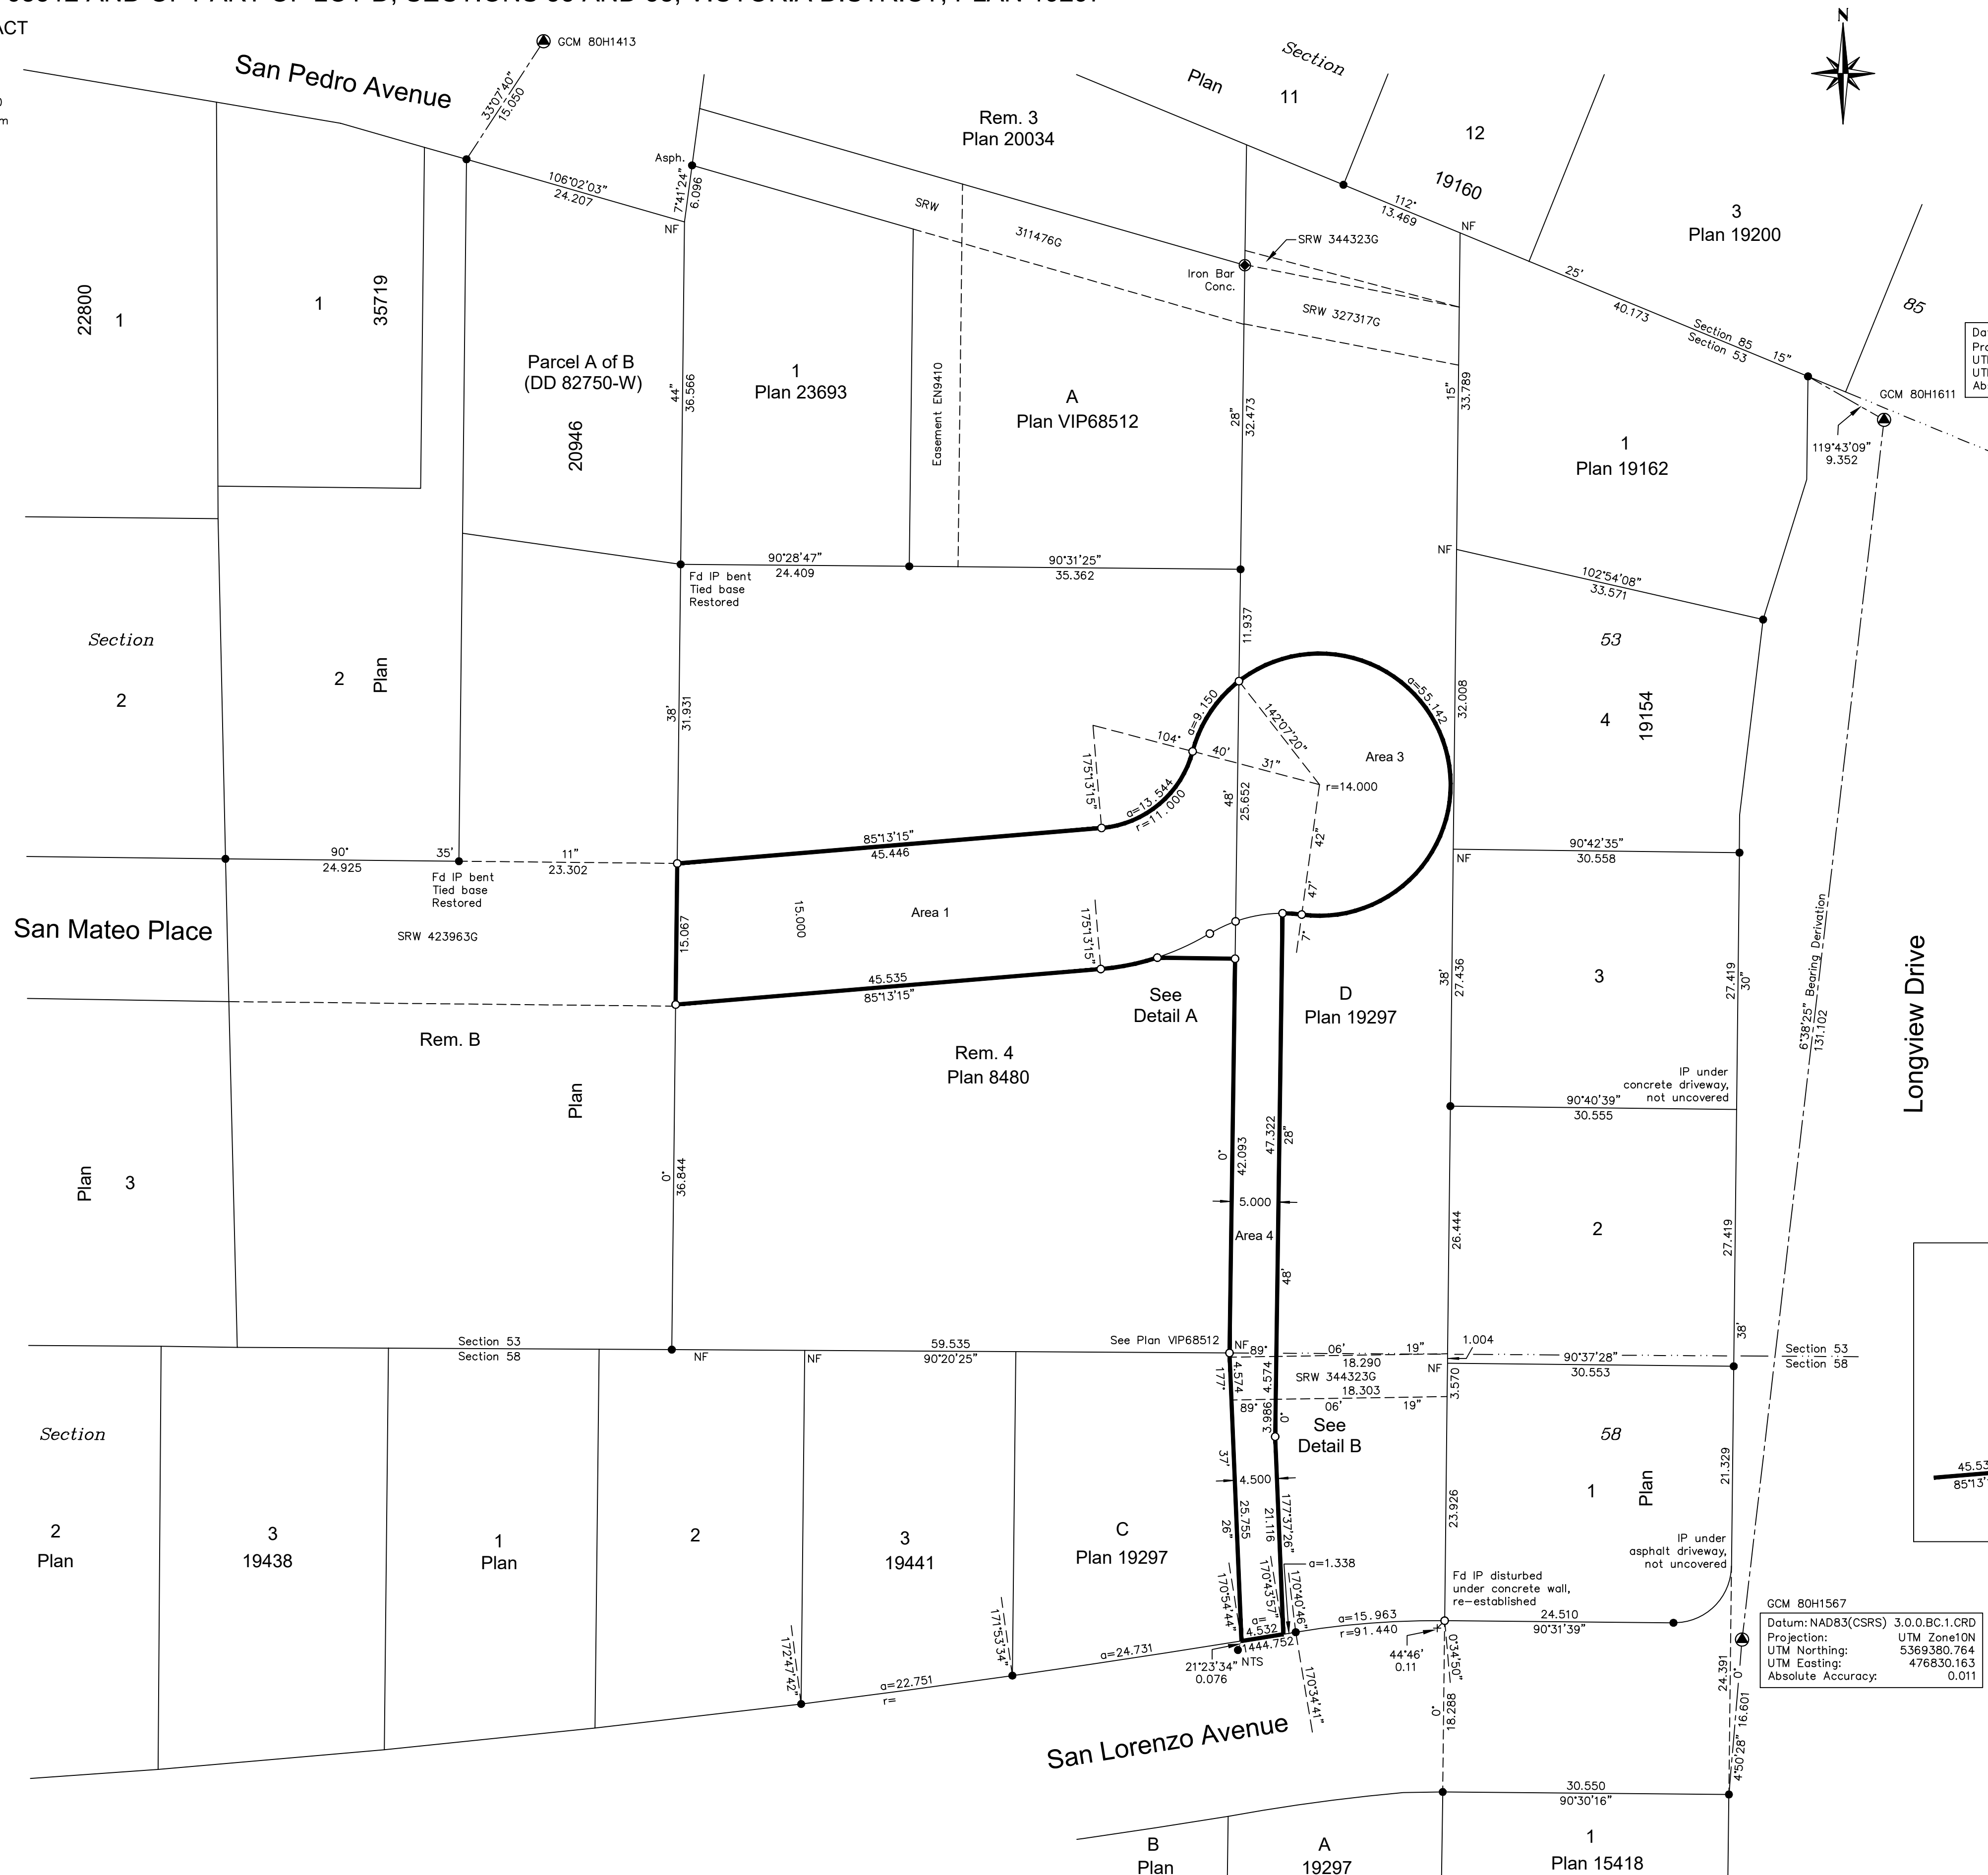 ACT
GCM 80H1413
San Pedro Avenue
33°07'40"
15.050
m
N
Section
Plan
11
12
19160
Rem. 3
Plan 20034
Asph.
7°41'24"
6.096
106°02'03"
24.207
NF
SRW
311476G
SRW 344323G
Iron Bar
Conc.
SRW 327317G
112°
13.469
NF
3
Plan 19200
25'
40.173
Section 85
Section 53
15"
85
GCM 80H1611
119°43'09"
9.352
22800
1
1
35719
Parcel A of B
(DD 82750-W)
20946
44"
36.566
1
Plan 23693
Easement EN9410
A
Plan VIP68512
28"
32.473
15"
33.789
1
Plan 19162
90°28'47"
24.409
90°31'25"
35.362
Fd IP bent
Tied base
Restored
NF
102°54'08"
33.571
Section
2
2
Plan
38'
31.931
11.937
a=9.150
a=55.142
142°07'20"
104°
40'
31"
175°13'15"
a=13.544
r=11.000
Area 3
r=14.000
48'
25.652
42"
47'
7°
32.008
53
4
19154
90°42'35"
30.558
NF
90°
35'
11"
24.925
23.302
Fd IP bent
Tied base
Restored
85°13'15"
45.446
San Mateo Place
SRW 423963G
15.067
15.000
Area 1
175°13'15"
45.535
85°13'15"
See
Detail A
D
Plan 19297
38'
27.436
3
27.419
30"
6°38'25" Bearing Derivation
131.102
Longview Drive
Rem. B
Plan
Rem. 4
Plan 8480
IP under
concrete driveway,
not uncovered
90°40'39"
30.555
Plan
3
0°
36.844
0°
42.093
47.322
28"
5.000
Area 4
48'
26.444
2
27.419
38'
Section 53
Section 58
NF
NF
59.535
90°20'25"
See Plan VIP68512
NF
89°
06'
19"
18.290
1.004
90°37'28"
30.553
Section 53
Section 58
177°
4.574
4.574
SRW 344323G
18.303
89°
06'
19"
NF
3.570
3.986
0°
See
Detail B
Section
58
2
Plan
3
19438
1
Plan
2
3
19441
C
Plan 19297
37'
4.500
26"
25.755
21.116
177°37'26"
23.926
1
Plan
21.329
IP under
asphalt driveway,
not uncovered
45.53
85°13'
170°54'44"
170°43'57"
a=1.338
170°40'46"
Fd IP disturbed
under concrete wall,
re-established
GCM 80H1567
Datum: NAD83(CSRS) 3.0.0.BC.1.CRD
Projection: UTM Zone10N
UTM Northing: 5369380.764
UTM Easting: 476830.163
Absolute Accuracy: 0.011
172°47'42"
171°53'34"
a=22.751
r=
a=24.731
a=
4.532
1444.752
NTS
21°23'34"
0.076
a=15.963
r=91.440
44°46'
0.11
24.510
90°31'39"
170°34'41"
0°34'50"
0°
18.288
24.391
0°
16.601
4°50'28"
San Lorenzo Avenue
30.550
90°30'16"
B
Plan
A
19297
1
Plan 15418